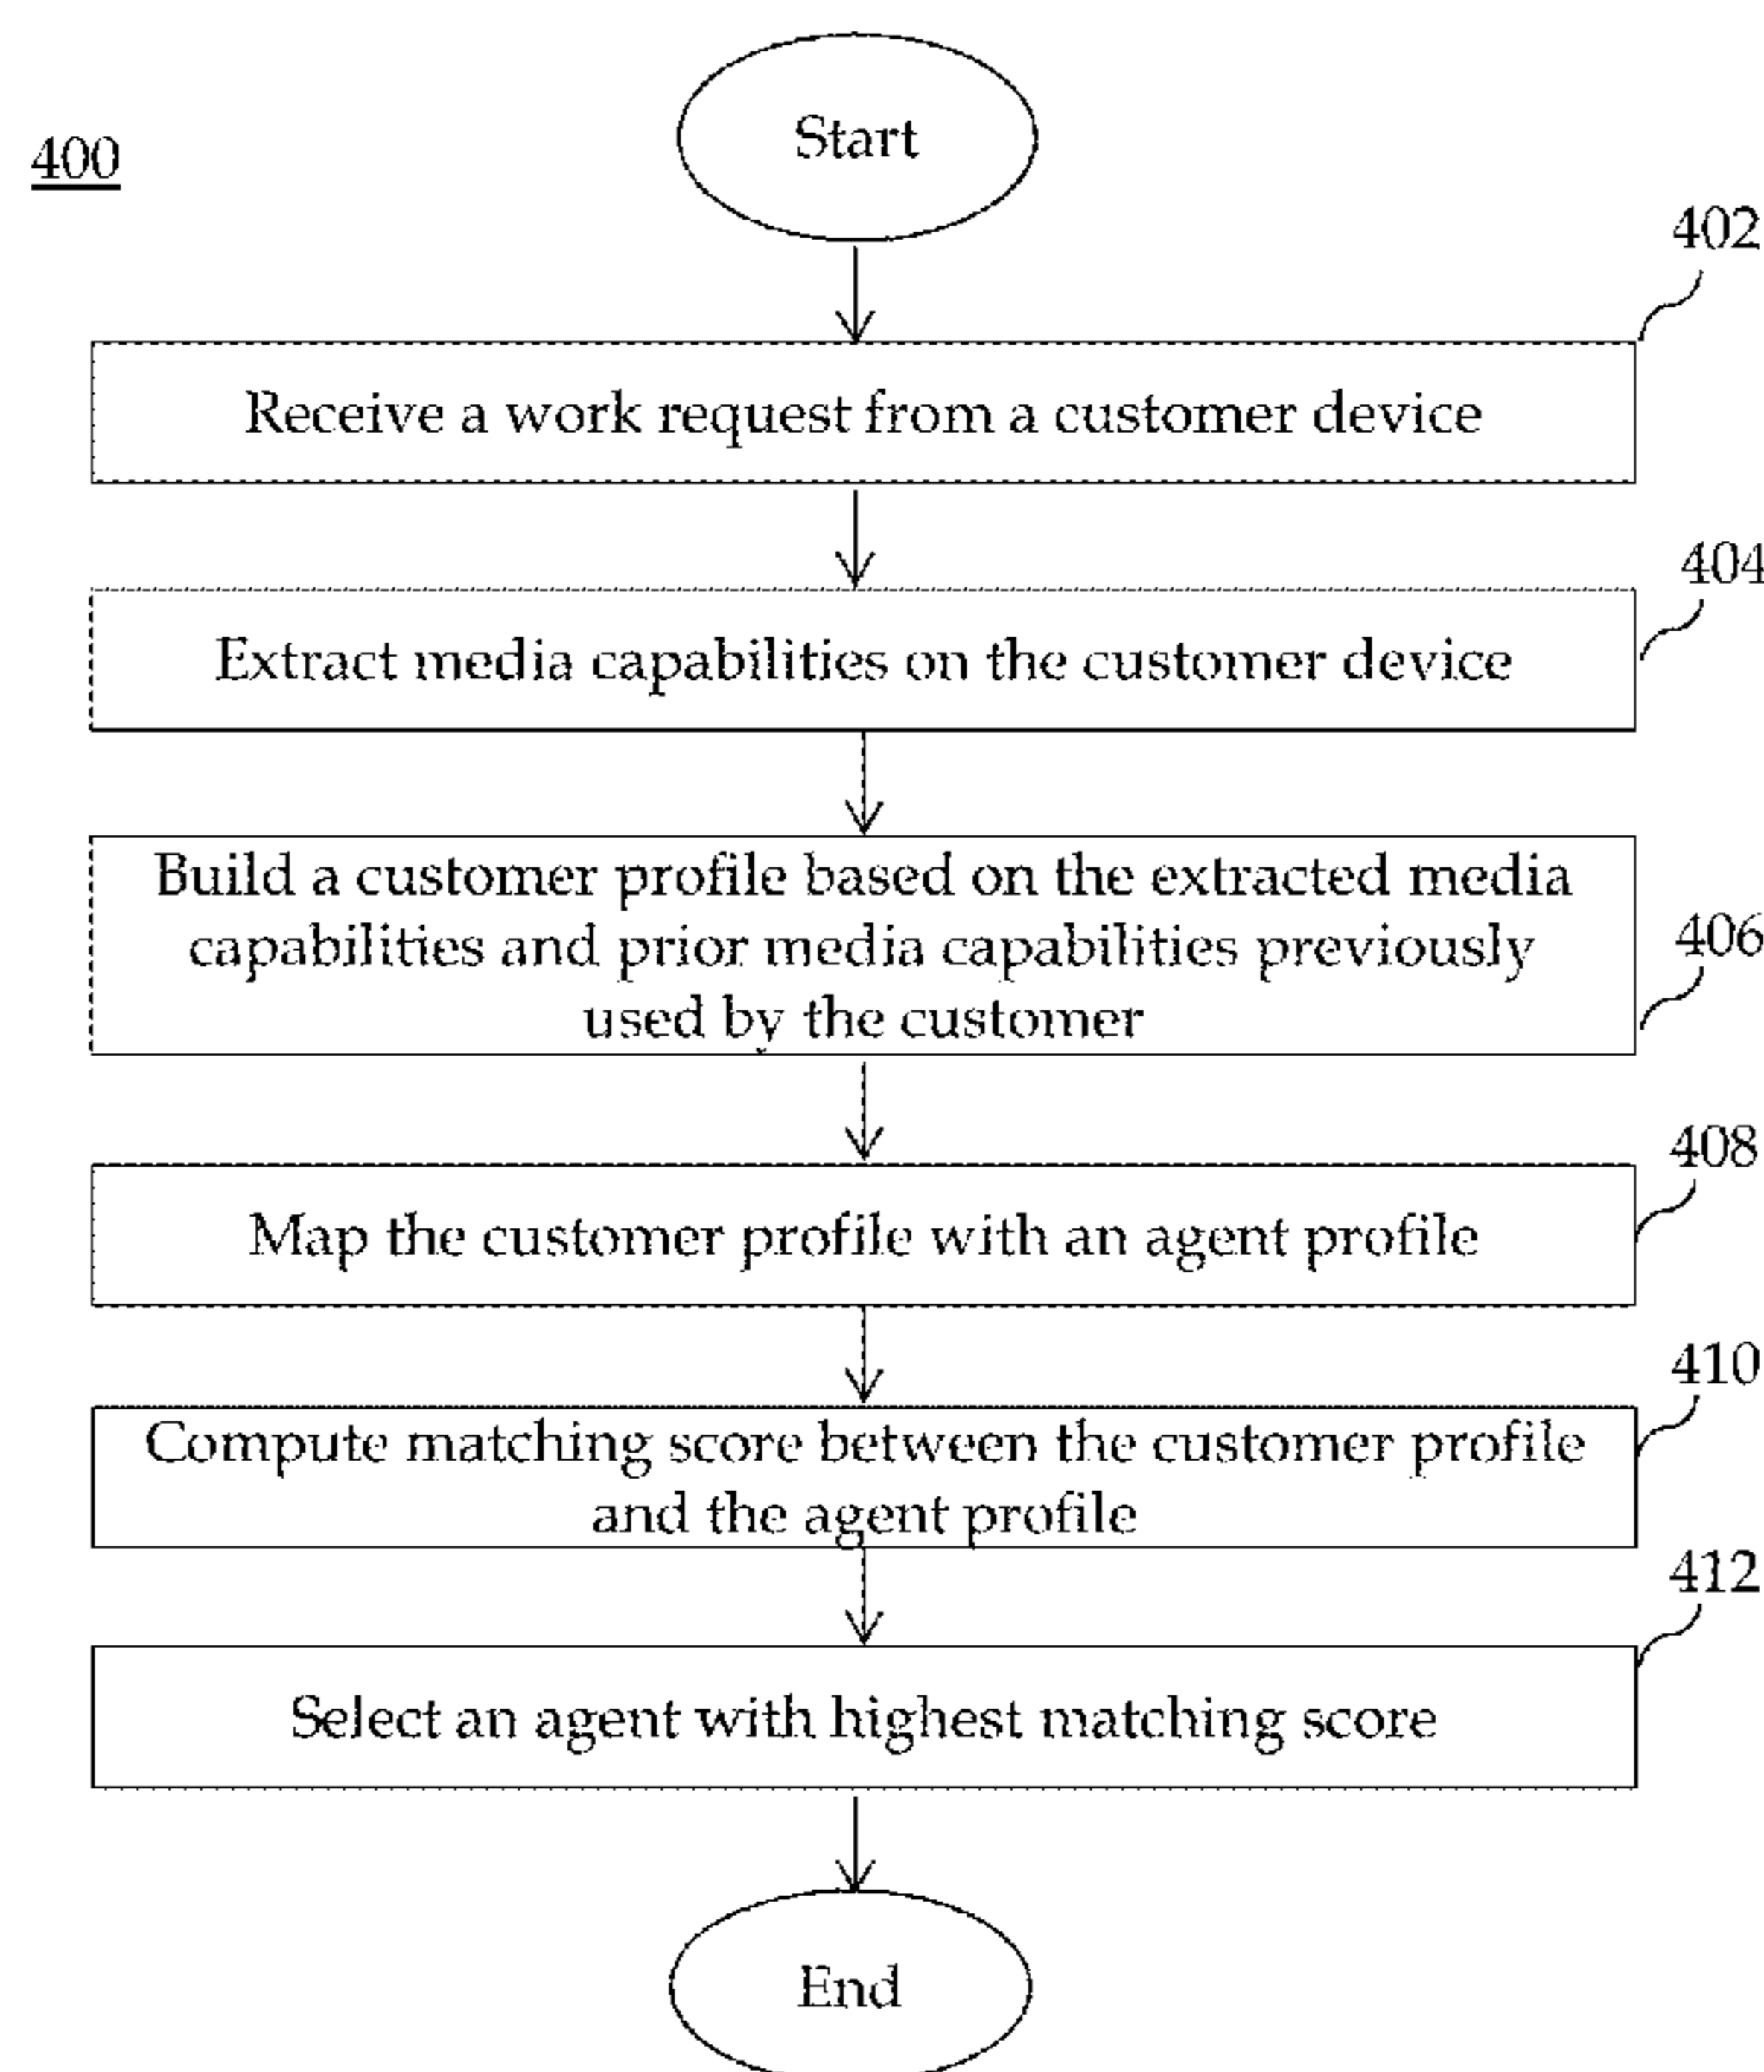 Start
400
402
Receive a work request from a customer device
404
Extract media capabilities on the customer device
Build a customer profile based on the extracted media
capabilities and prior media capabilities previously
used by the customer
406
408
Map the customer profile with an agent profile
410
Compute matching score between the customer profile
and the agent profile
412
Select an agent with highest matching score
End